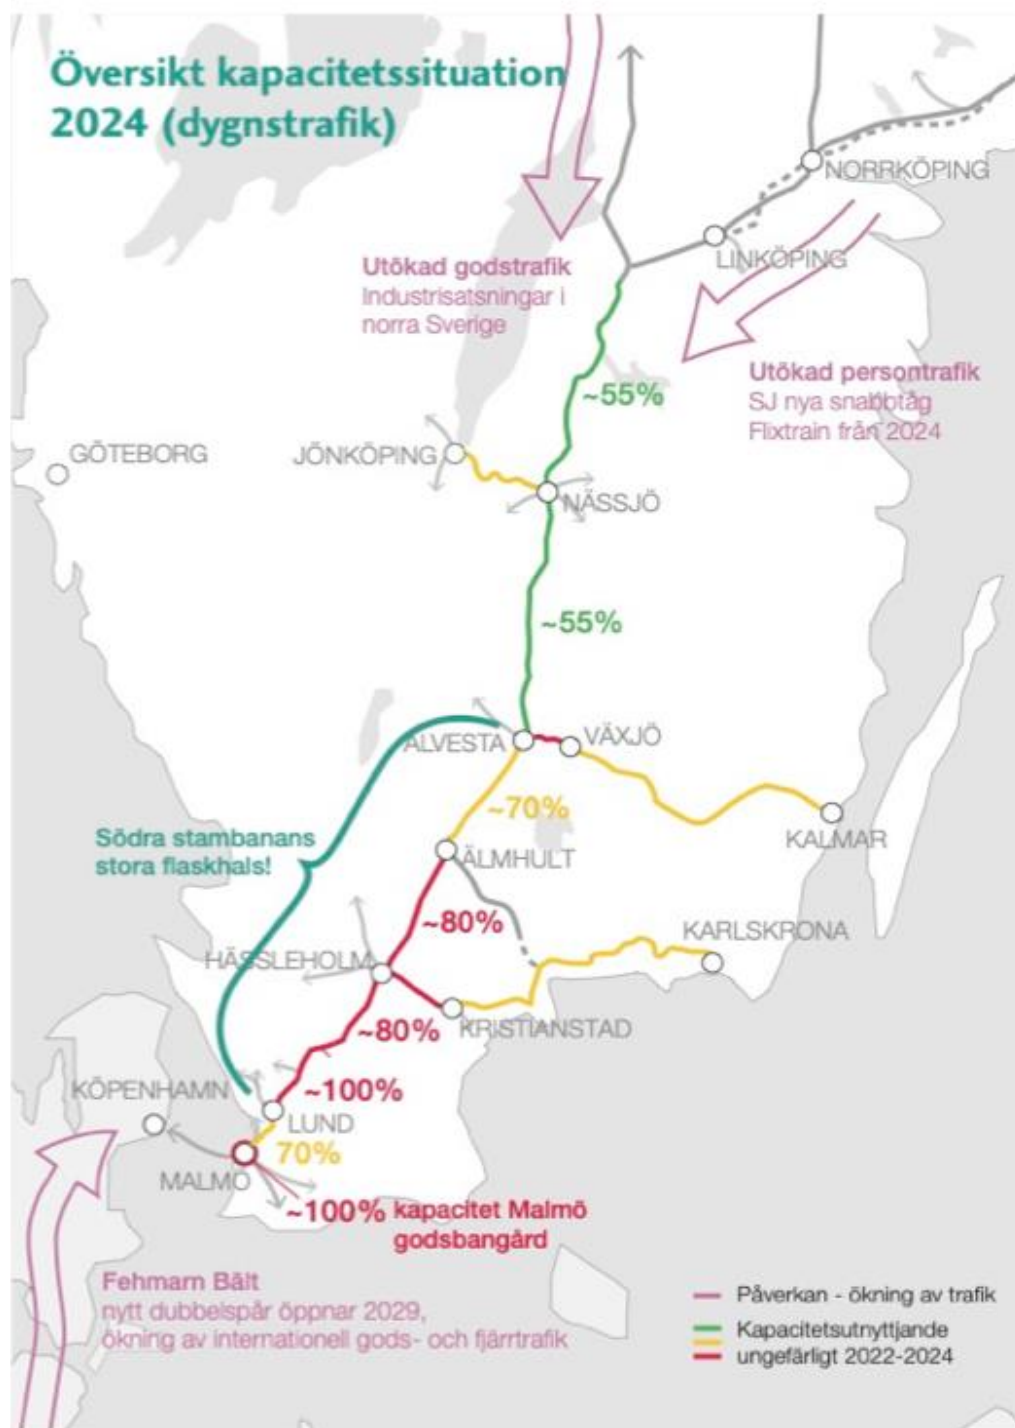 Översikt kapacitetssituation
2024 (dygnstrafik)
NORRKÖPING
LINKÖPING
Utökad godstrafik
Industrisatsningar i
norra Sverige
Utökad persontrafik
SJ nya snabbtåg
Flixtrain från 2024
~55%
GÖTEBORG
JÖNKÖPING
NÄSSJÖ
~55%
ALVESTA
VÄXJÖ
~70%
KALMAR
Södra stambanans
stora flaskhals!
ÄLMHULT
~80%
KARLSKRONA
HÄSSLEHOLM
~80%
KRISTIANSTAD
~100%
KÖPENHAMN
LUND
70%
MALMÖ
~100% kapacitet Malmö
godsbangård
Fehmarn Bält
nytt dubbelspår öppnar 2029,
ökning av internationell gods- och fjärrtrafik
Påverkan - ökning av trafik
Kapacitetsutnyttjande
ungefärligt 2022-2024